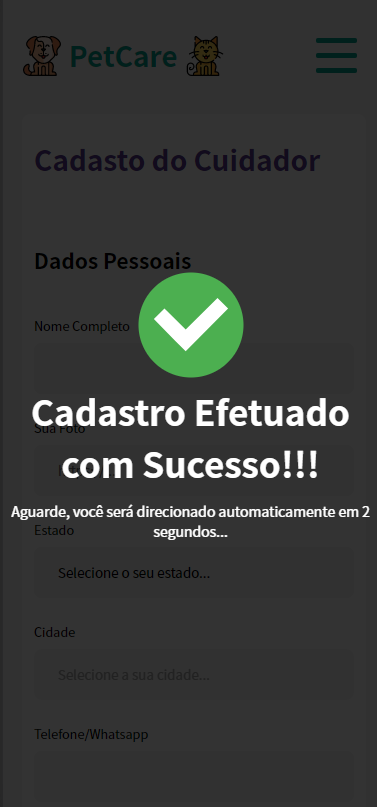 PetCare
Cadasto do Cuidador
Dados Pessoais
Nome Completo
Cadastro Efetuado
Sua Foto
com Sucesso!!!
Aguarde, você será direcionado automaticamente em 2
segundos...
Estado
Selecione o seu estado...
Cidade
Selecione a sua cidade...
Telefone/Whatsapp